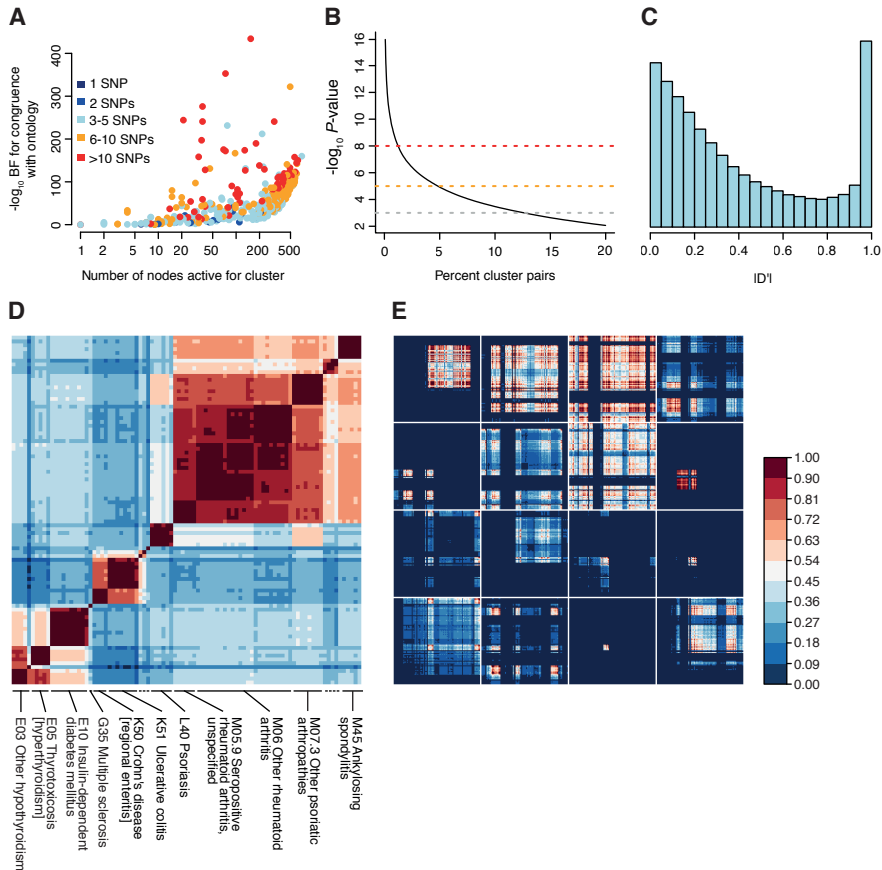 A
-log10 BF for congruence
with ontology
400
300
200
100
0
1 SNP
2 SNPs
3-5 SNPs
6-10 SNPs
>10 SNPs
1
2
5
10
20
50
200
500
Number of nodes active for cluster
B
-log10 P-value
16
14
12
10
8
6
4
2
0
5
10
15
20
Percent cluster pairs
C
0.0
0.2
0.4
0.6
0.8
1.0
|D'|
D
E03 Other hypothyroidism
E05 Thyrotoxicosis
[hyperthyroidism]
E10 Insulin-dependent
diabetes mellitus
G35 Multiple sclerosis
K50 Crohn's disease
[regional enteritis]
K51 Ulcerative colitis
L40 Psoriasis
M05.9 Seropositive
rheumatoid arthritis,
unspecified
M06 Other rheumatoid
arthritis
M07.3 Other psoriatic
arthropathies
M45 Ankylosing
spondylitis
E
1.00
0.90
0.81
0.72
0.63
0.54
0.45
0.36
0.27
0.18
0.09
0.00